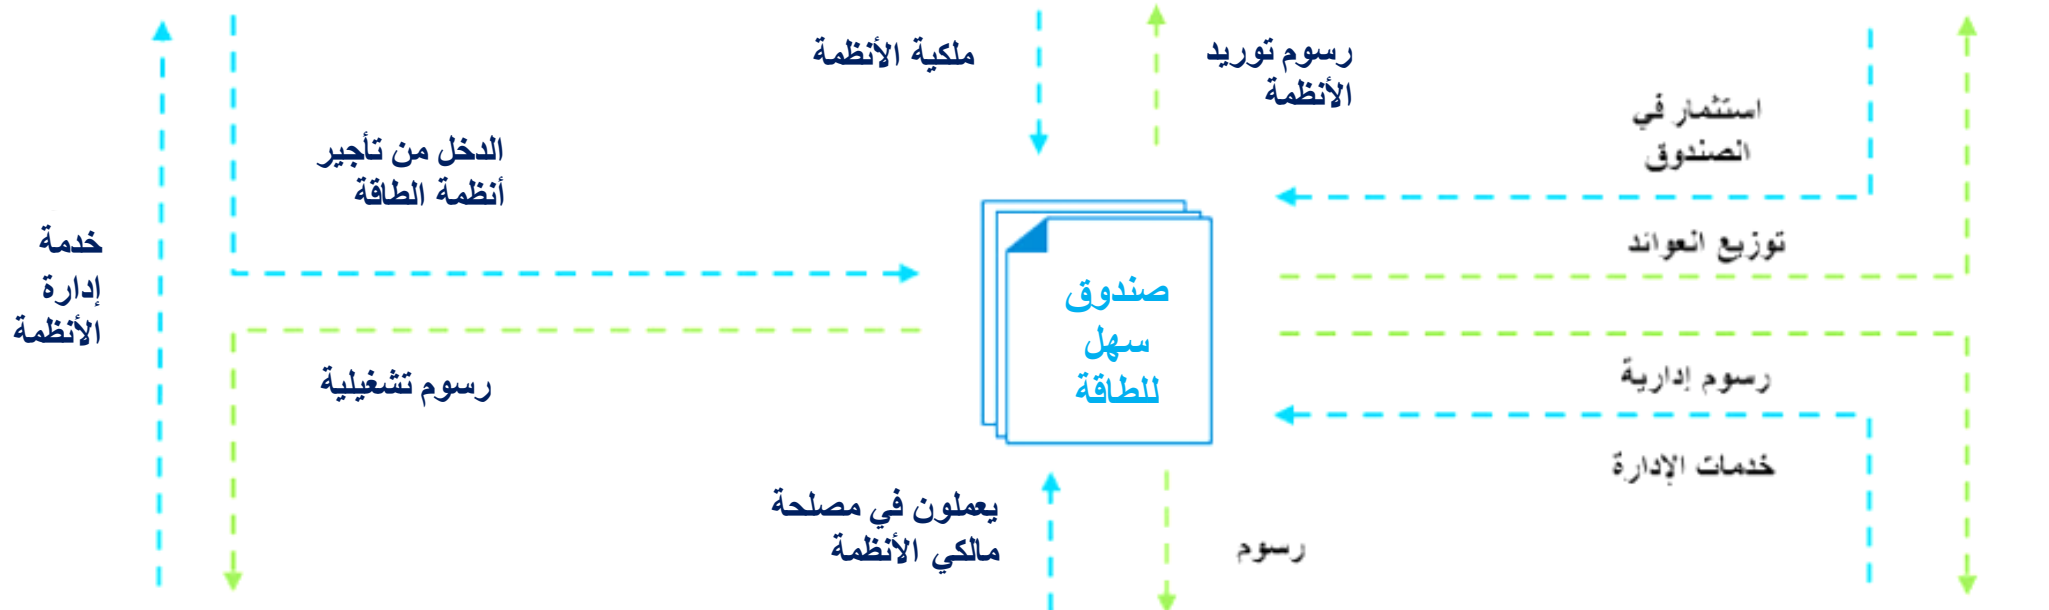 رسوم توريد
الأنظمة
ملكية الأنظمة
استثمار في
الصندوق
توزيع العوائد
رسوم إدارية
خدمات الإدارة
الدخل من تأجير
أنظمة الطاقة
خدمة
إدارة
الأنظمة
صندوق
سهل
للطاقة
رسوم تشغيلية
يعملون في مصلحة
مالكي الأنظمة
رسوم